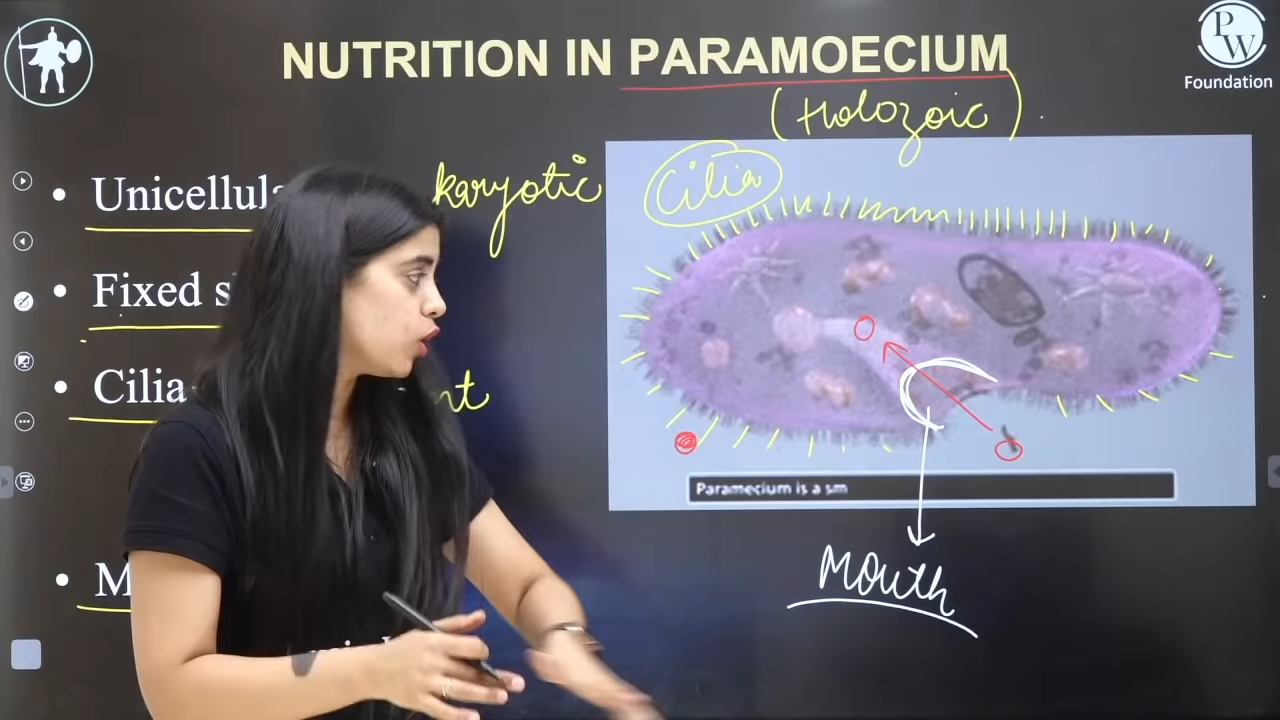 NUTRITION IN PARAMOECIUM
PW
Foundation
(Holozoic)
• Unicellula
karyotic
Cilia
• Fixed s
• Cilia
nt
Paramecium is a sm
Mouth
• M